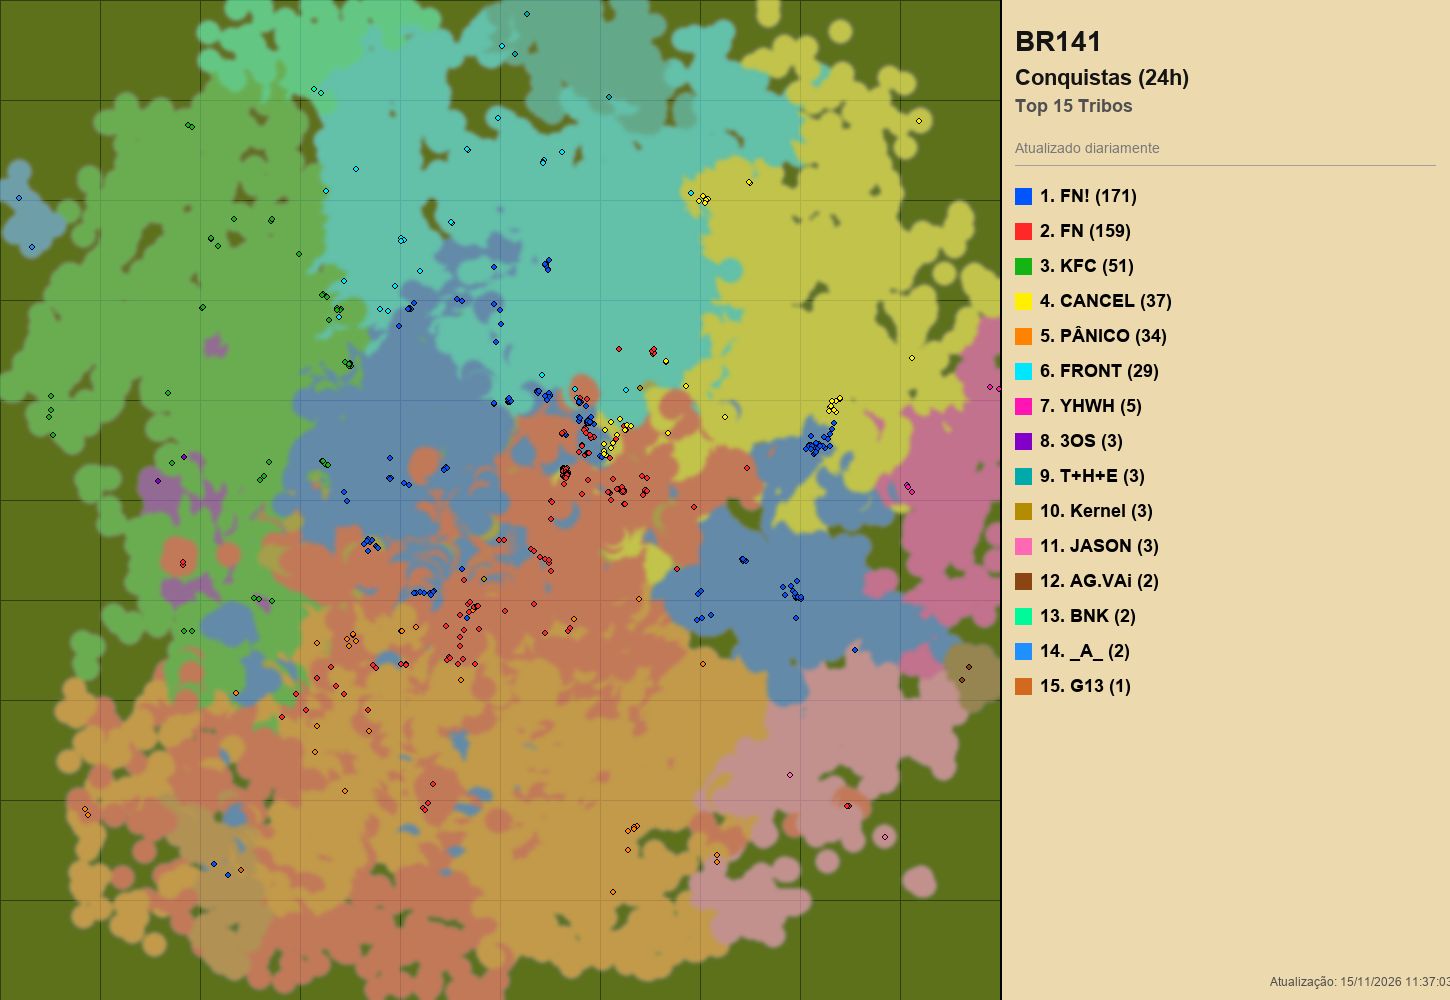 BR141
Conquistas (24h)
Top 15 Tribos
Atualizado diariamente
1. FN! (171)
2. FN (159)
3. KFC (51)
4. CANCEL (37)
5. PÂNICO (34)
6. FRONT (29)
7. YHWH (5)
8. 3OS (3)
9. T+H+E (3)
10. Kernel (3)
11. JASON (3)
12. AG.VAi (2)
13. BNK (2)
14. _A_ (2)
15. G13 (1)
Atualização: 15/11/2026 11:37:03